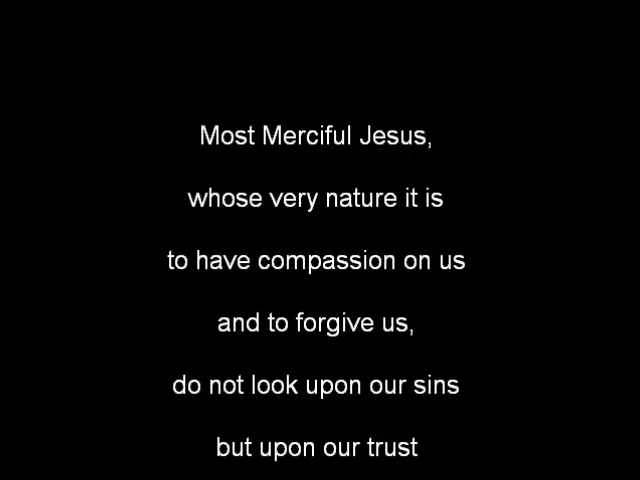 Most Merciful Jesus,
whose very nature it is
to have compassion on us
and to forgive us,
do not look upon our sins
but upon our trust